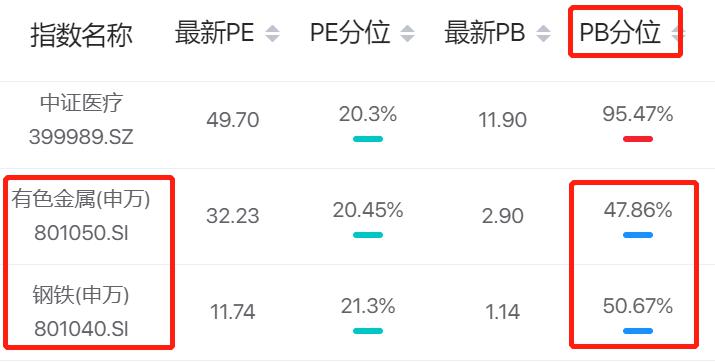 指数名称 最新PE PE分位 最新PB PB分位
中证医疗
399989.SZ 49.70 20.3% 11.90 95.47%
有色金属(申万)
801050.SI 32.23 20.45% 2.90 47.86%
钢铁(申万)
801040.SI 11.74 21.3% 1.14 50.67%